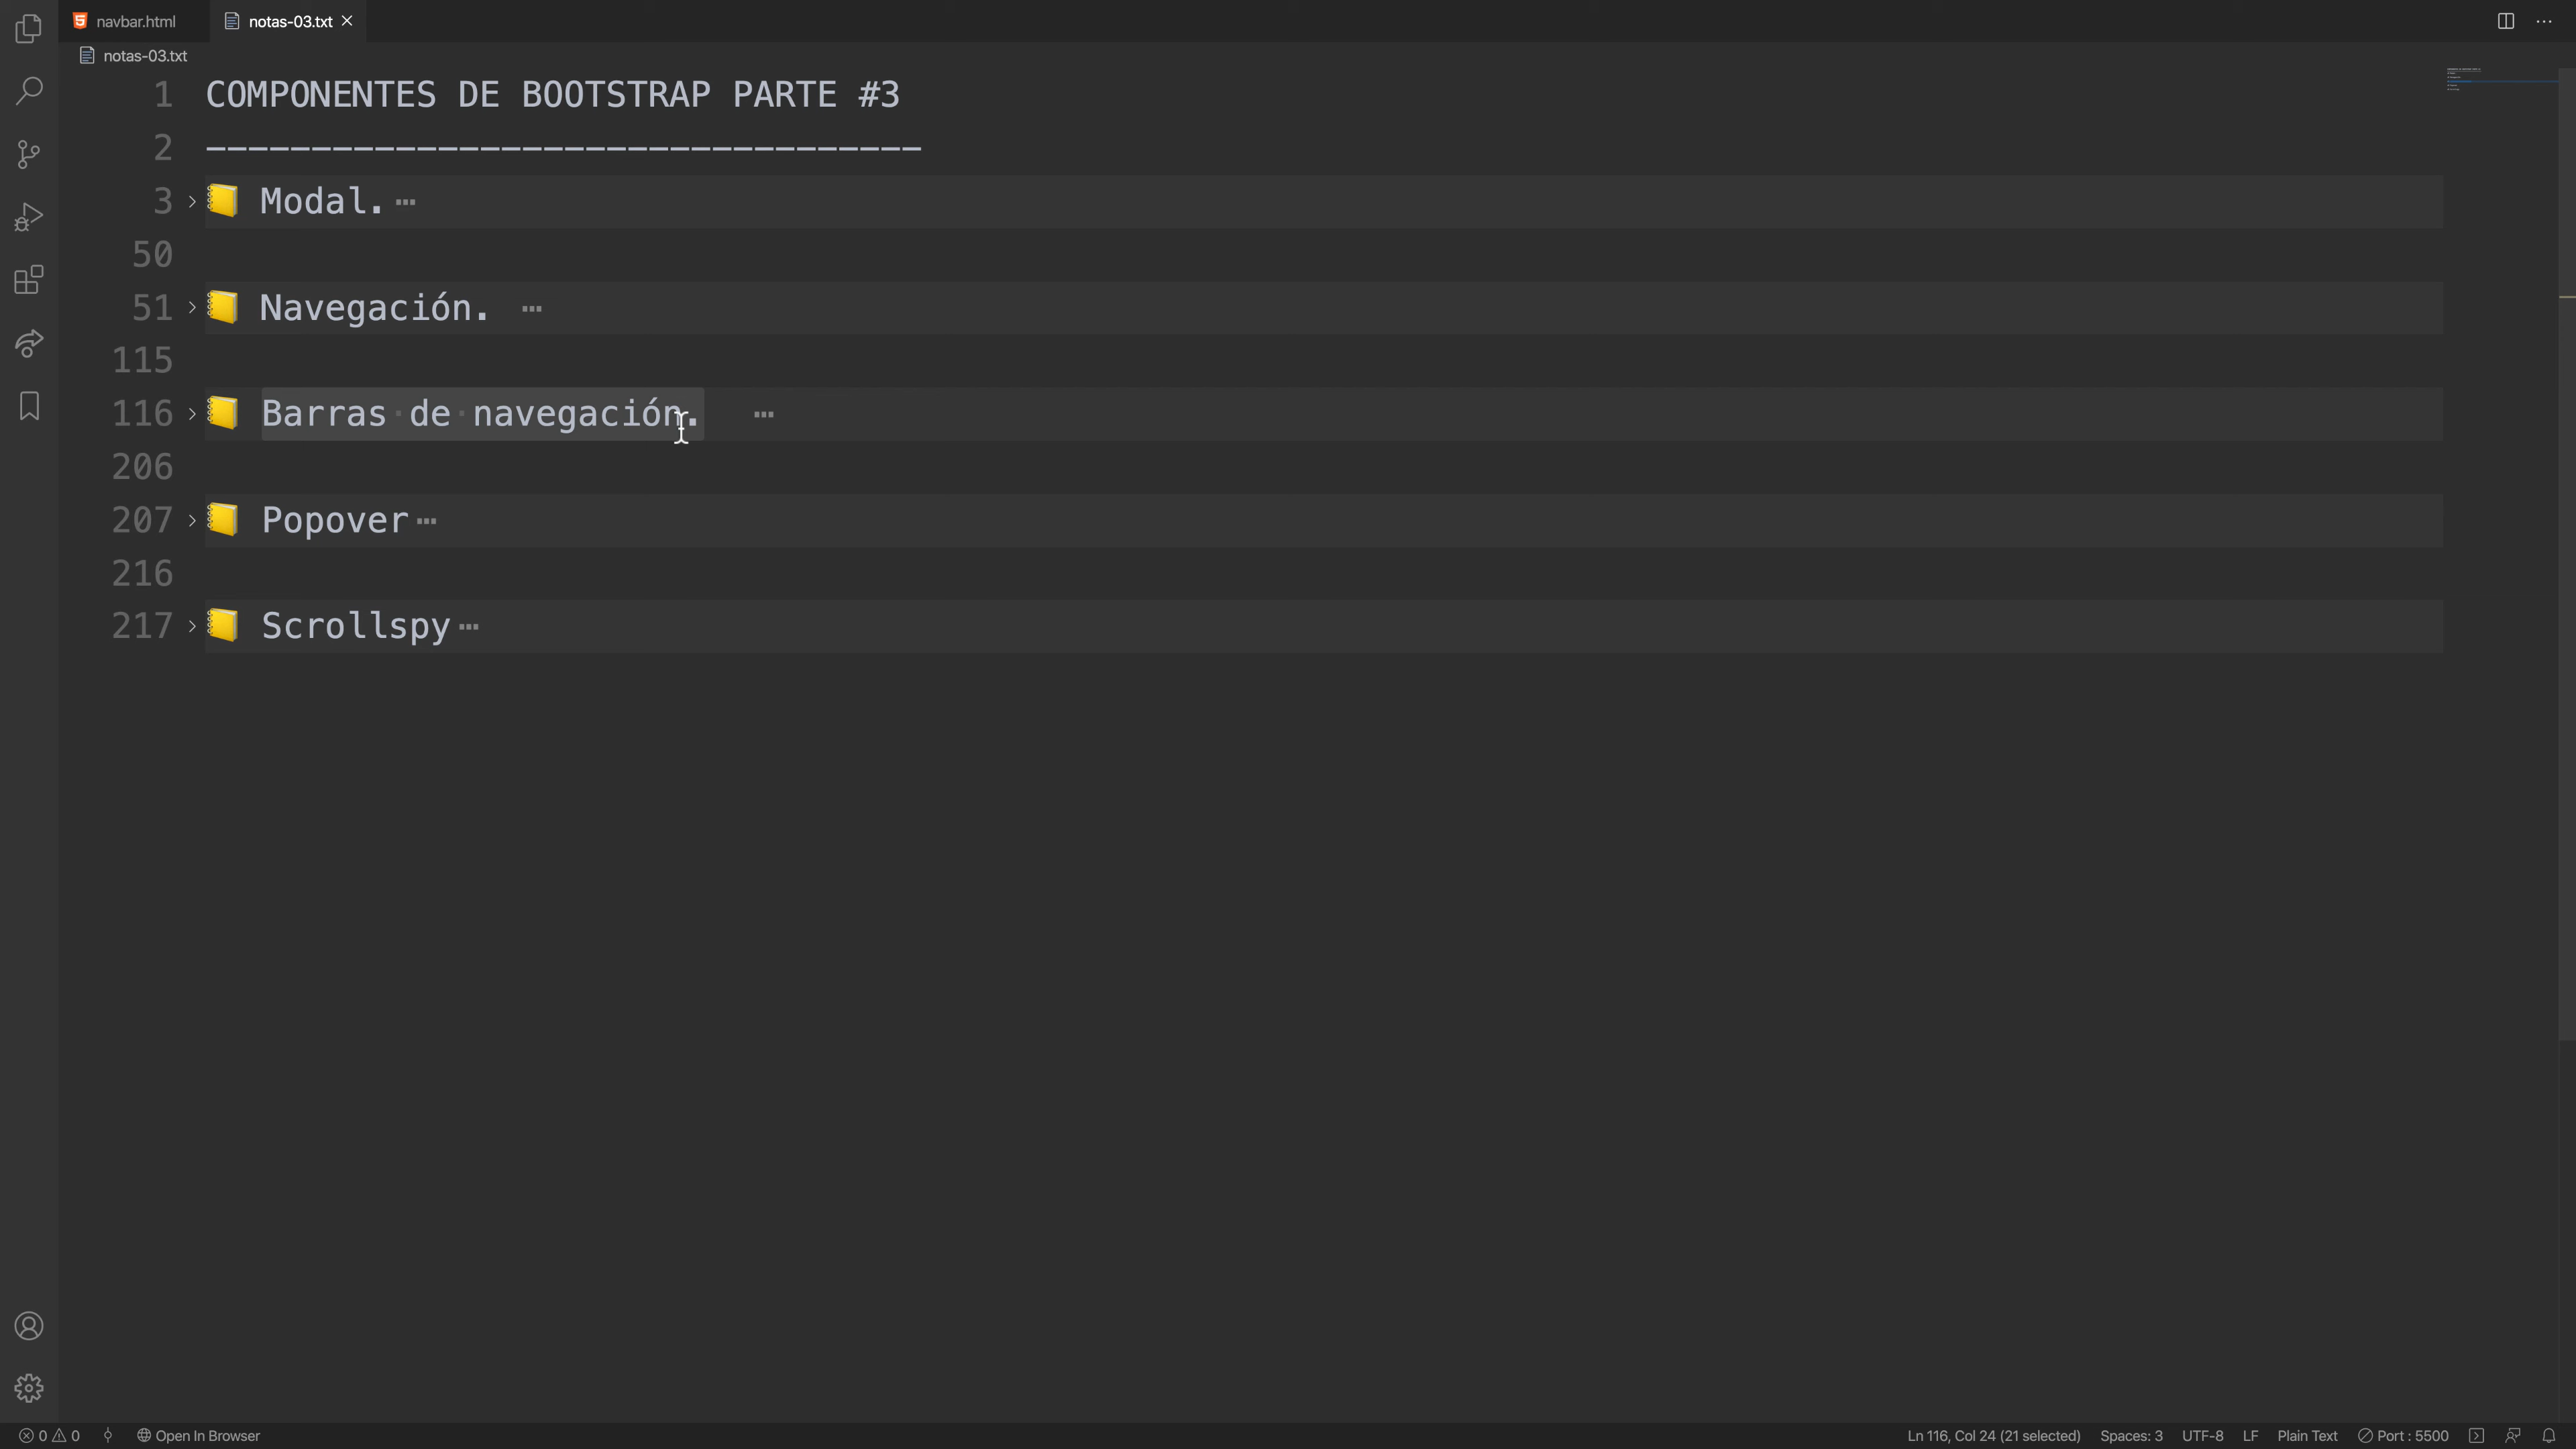 navbar.html
notas-03.txt
notas-03.txt
1 COMPONENTES DE BOOTSTRAP PARTE #3
2 ----------------------------------
3 Modal.
50
51 Navegación.
115
116 Barras de navegación.
206
207 Popover
216
217 Scrollspy
0 0 Open In Browser Ln 116, Col 24 (21 selected) Spaces: 3 UTF-8 LF Plain Text Port : 5500